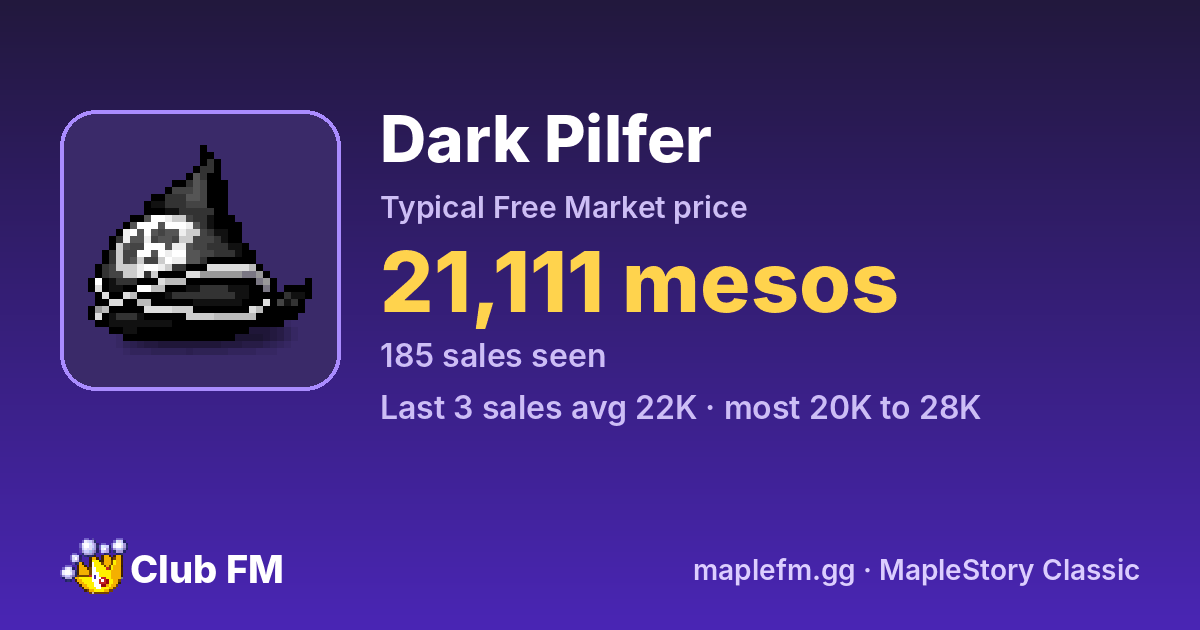 Dark Pilfer
Typical Free Market price
21,111 mesos
185 sales seen
Last 3 sales avg 22K · most 20K to 28K
Club FM
maplefm.gg · MapleStory Classic